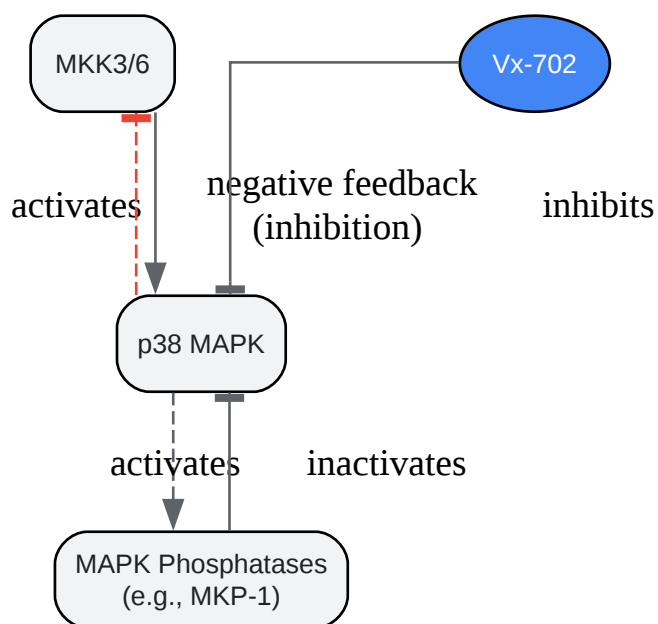 MKK3/6
Vx-702
activates
negative feedback
(inhibition)
inhibits
p38 MAPK
activates
inactivates
MAPK Phosphatases
(e.g., MKP-1)